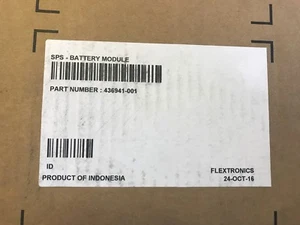 SPS - BATTERY MODULE
PART NUMBER : 436941-001
ID
PRODUCT OF INDONESIA
FLEXTRONICS
24-OCT-16